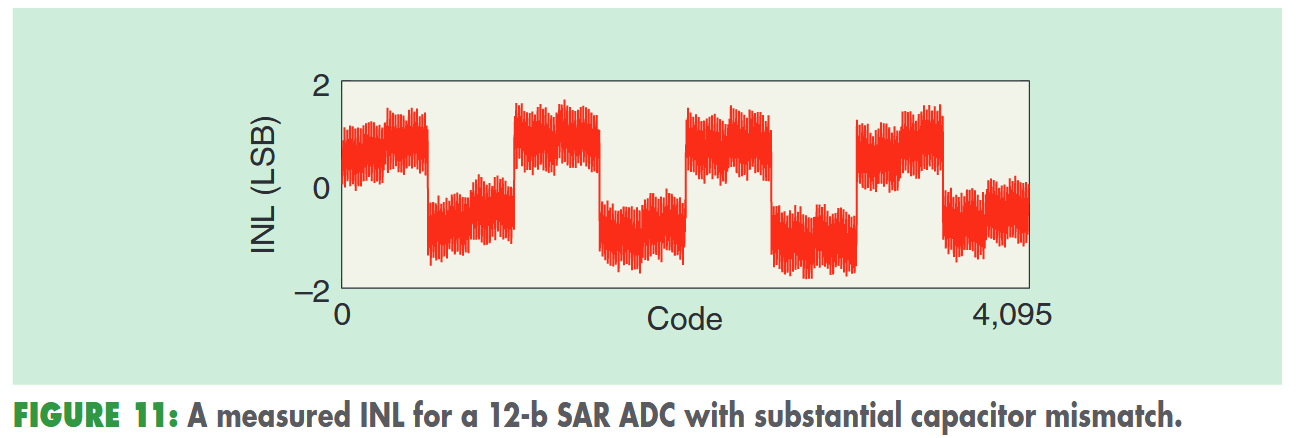 2
0
–2
INL (LSB)
0
Code
4,095
FIGURE 11: A measured INL for a 12-b SAR ADC with substantial capacitor mismatch.